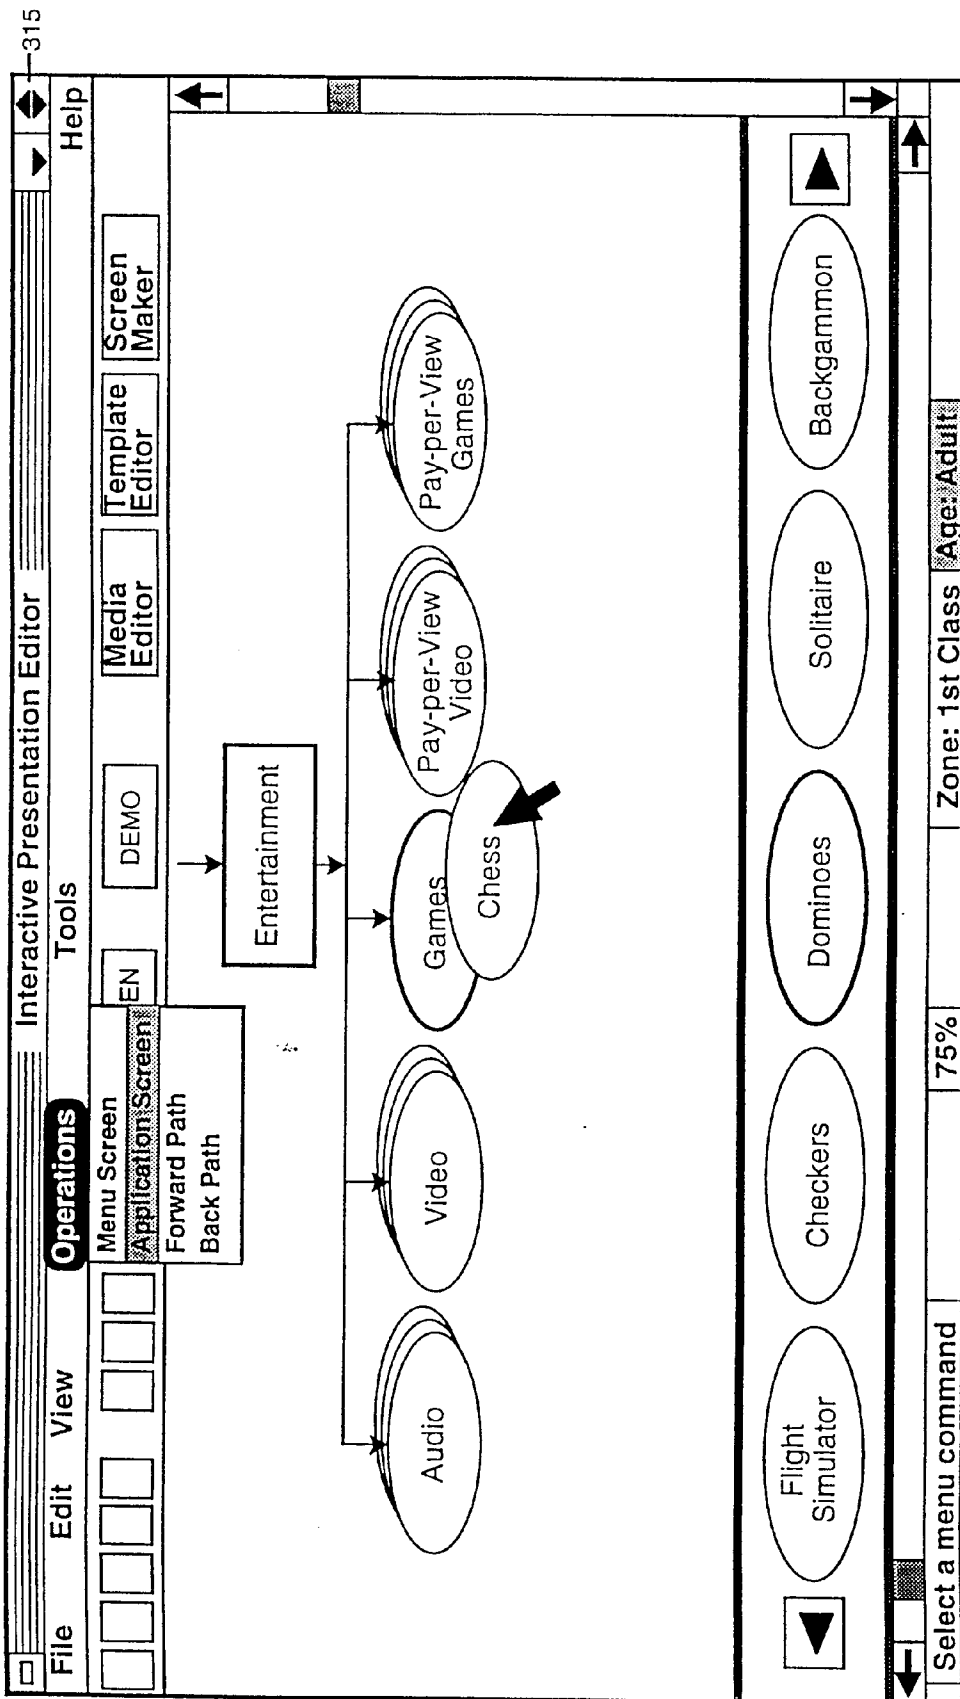 315
Interactive Presentation Editor
File Edit View Operations Tools Help
Menu Screen
Application Screen
Forward Path
Back Path
EN
DEMO
Media
Editor
Template
Editor
Screen
Maker
Entertainment
Audio
Video
Games
Chess
Pay-per-View
Video
Pay-per-View
Games
Flight
Simulator
Checkers
Dominoes
Solitaire
Backgammon
Select a menu command 75% Zone: 1st Class Age: Adult